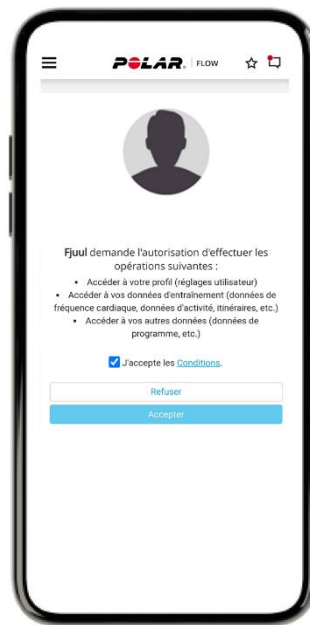 POLAR. | FLOW
Fjuul demande l'autorisation d'effectuer les
opérations suivantes :
• Accéder à votre profil (réglages utilisateur)
• Accéder à vos données d'entraînement (données de
fréquence cardiaque, données d'activité, itinéraires, etc.)
• Accéder à vos autres données (données de
programme, etc.)
J'accepte les Conditions.
Refuser
Accepter